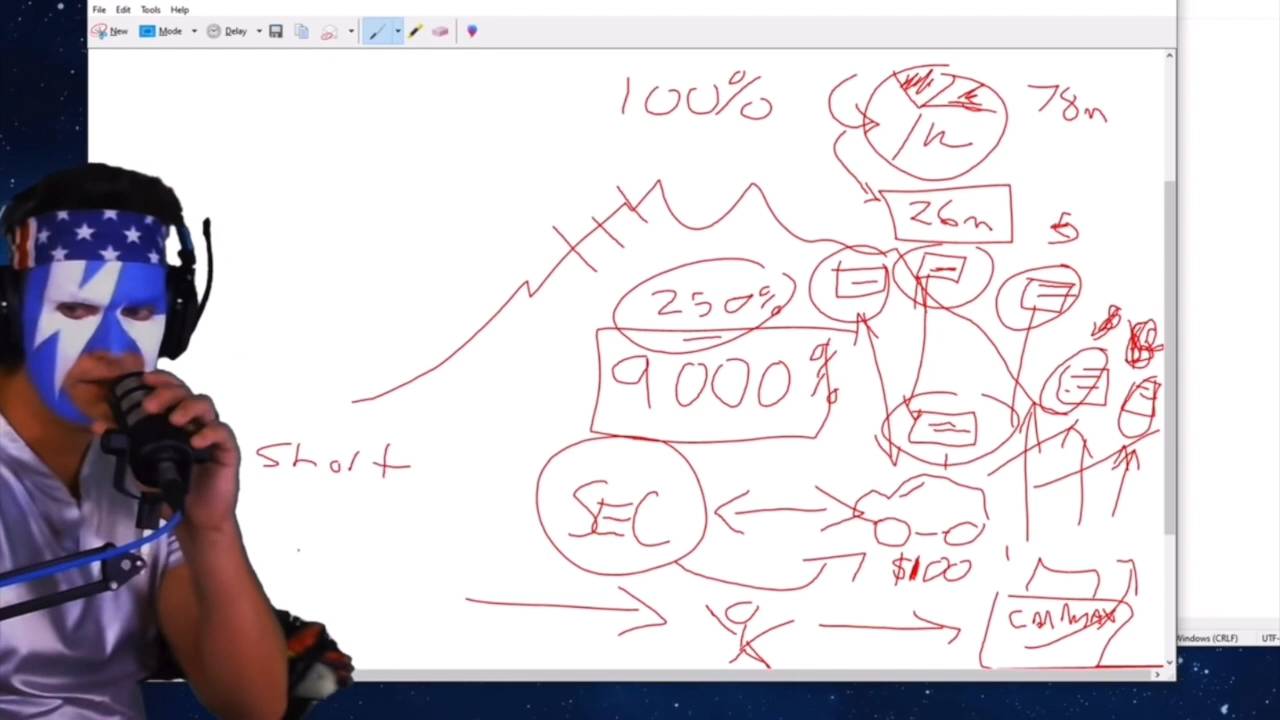 File Edit Tools Help
New Mode Delay
100% 78m
26m
5
250%
9000%
Short
SEC
$100
CARMAX
Windows (CRLF) UTF-